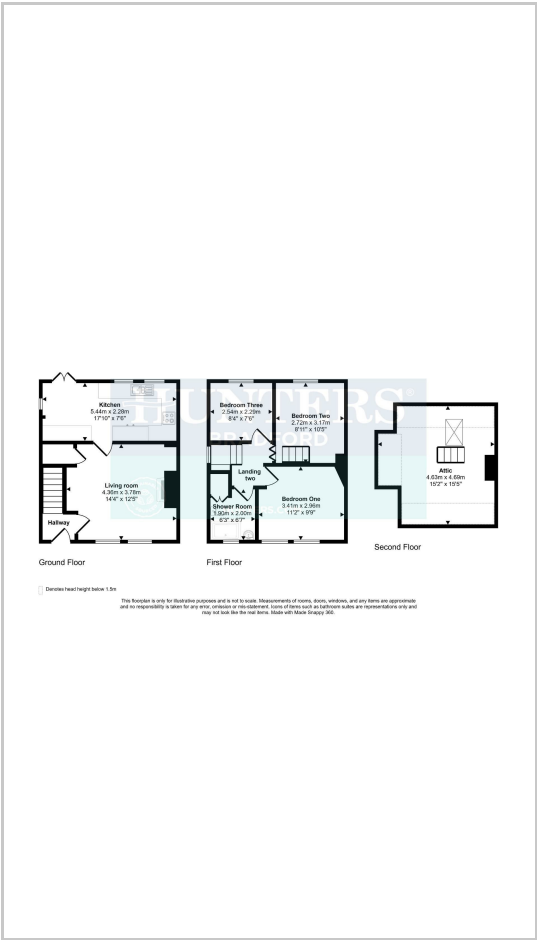 HUNTERS
BRADFORD
Kitchen
5.44m x 2.28m
17'10" x 7'6"
Living room
4.36m x 3.78m
14'4" x 12'5"
Hallway
Ground Floor
Bedroom Three
2.54m x 2.29m
8'4" x 7'6"
Bedroom Two
2.72m x 3.17m
8'11" x 10'5"
Landing
two
Shower Room
1.90m x 2.00m
6'3" x 6'7"
Bedroom One
3.41m x 2.96m
11'2" x 9'9"
First Floor
Attic
4.63m x 4.69m
15'2" x 15'5"
Second Floor
Denotes head height below 1.5m
This floorplan is only for illustrative purposes and is not to scale. Measurements of rooms, doors, windows, and any items are approximate
and no responsibility is taken for any error, omission or mis-statement. Icons of items such as bathroom suites are representations only and
may not look like the real items. Made with Made Snappy 360.